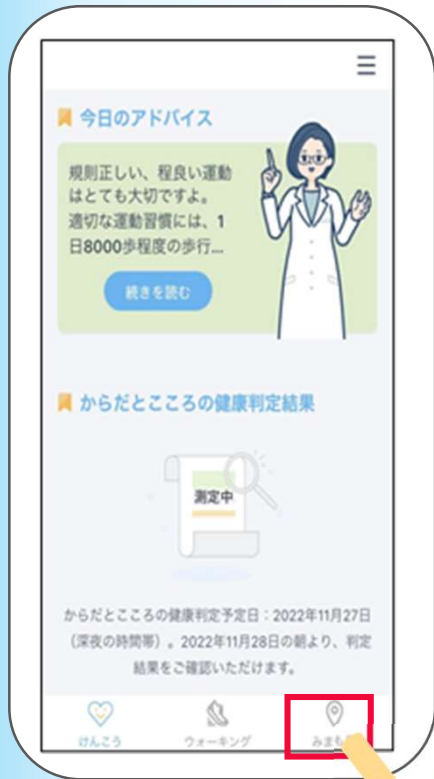 今日のアドバイス
規則正しい、程良い運動
はとても大切ですよ。
適切な運動習慣には、1
日8000歩程度の歩行...
続きを読む
からだとこころの健康判定結果
測定中
からだとこころの健康判定予定日：2022年11月27日
（深夜の時間帯）。2022年11月28日の朝より、判定
結果をご確認いただけます。
けんこう
ウォーキング
みまも